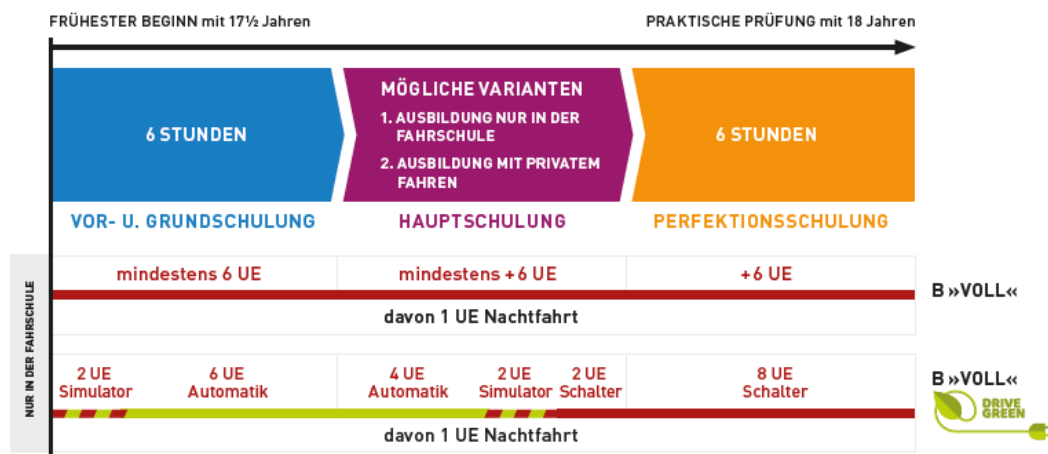 FRÜHESTER BEGINN mit 17½ Jahren
PRAKTISCHE PRÜFUNG mit 18 Jahren
6 STUNDEN
MÖGLICHE VARIANTEN
1. AUSBILDUNG NUR IN DER
FAHRSCHULE
2. AUSBILDUNG MIT PRIVATEM
FAHREN
6 STUNDEN
VOR- U. GRUNDSCHULUNG
HAUPTSCHULUNG
PERFEKTIONSSCHULUNG
NUR IN DER FAHRSCHULE
mindestens 6 UE
mindestens +6 UE
+6 UE
B »VOLL«
davon 1 UE Nachtfahrt
2 UE
Simulator
6 UE
Automatik
4 UE
Automatik
2 UE
Simulator
2 UE
Schalter
8 UE
Schalter
B »VOLL«
DRIVE
GREEN
davon 1 UE Nachtfahrt